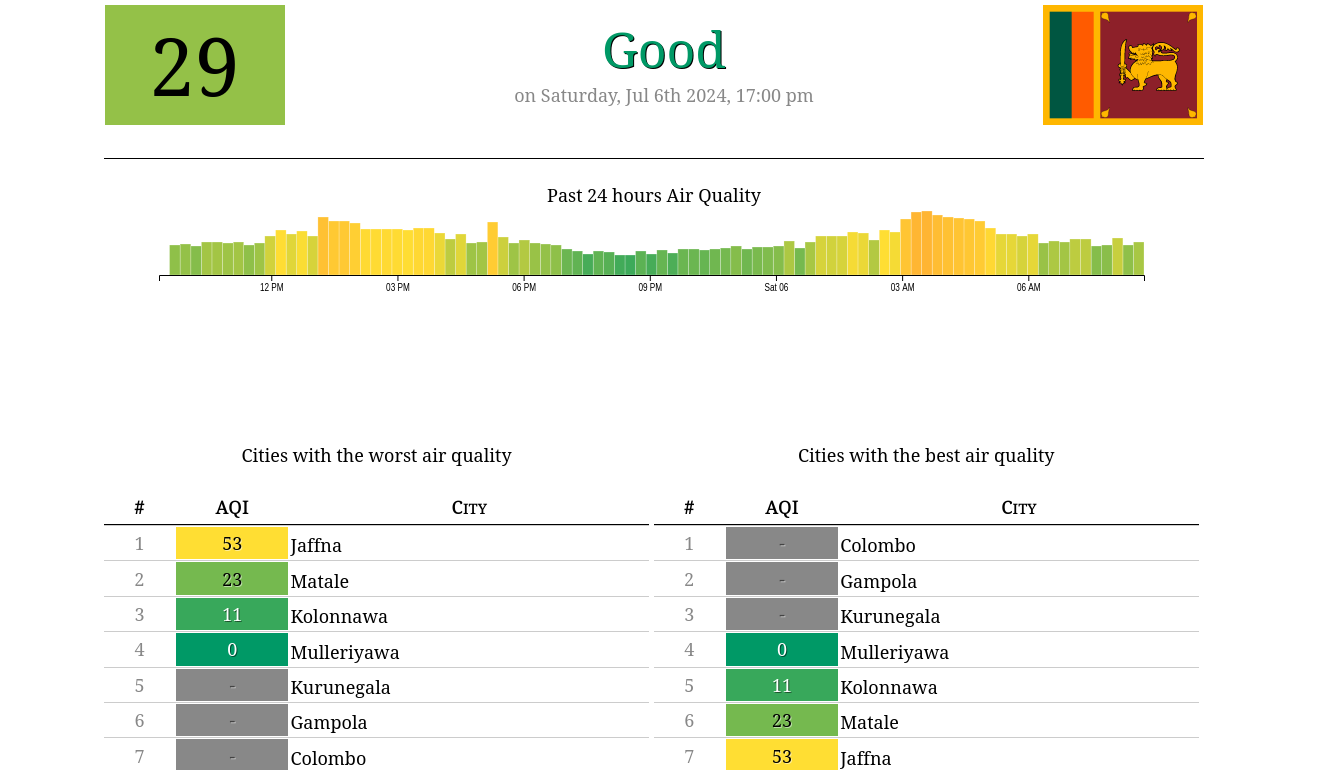 29
Good
on Saturday, Jul 6th 2024, 17:00 pm
Past 24 hours Air Quality
12 PM 03 PM 06 PM 09 PM Sat 06 03 AM 06 AM
Cities with the worst air quality
# AQI City
1 53 Jaffna
2 23 Matale
3 11 Kolonnawa
4 0 Mulleriyawa
5 - Kurunegala
6 - Gampola
7 - Colombo
Cities with the best air quality
# AQI City
1 - Colombo
2 - Gampola
3 - Kurunegala
4 0 Mulleriyawa
5 11 Kolonnawa
6 23 Matale
7 53 Jaffna